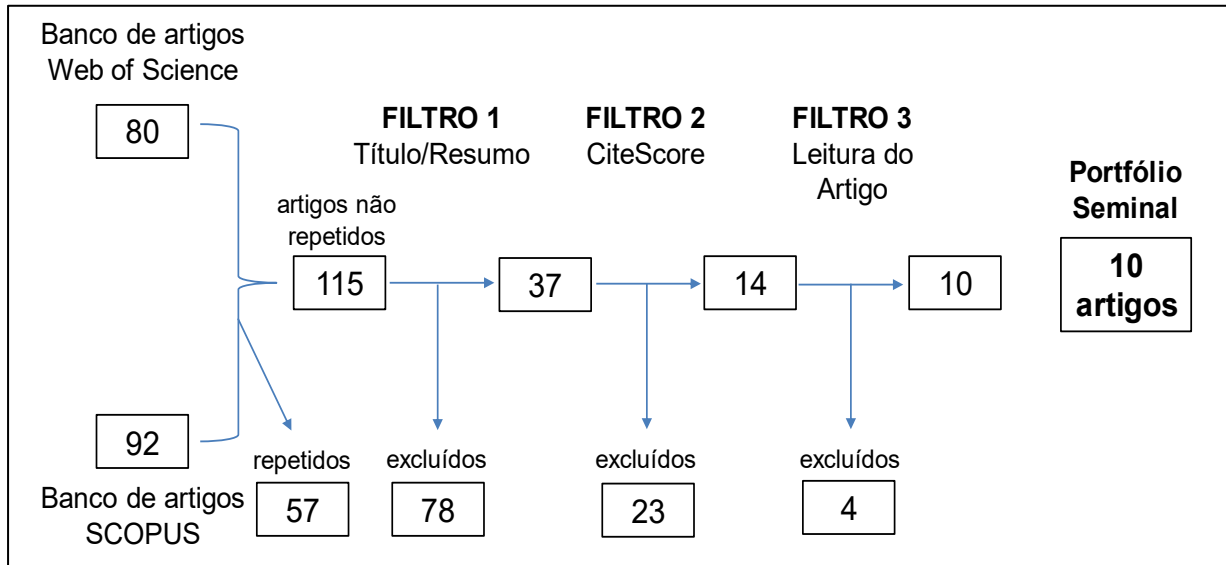 Banco de artigos
Web of Science
80
FILTRO 1
Título/Resumo
FILTRO 2
CiteScore
FILTRO 3
Leitura do
Artigo
Portfólio
Seminal
10
artigos
artigos não
repetidos
115
37
14
10
92
Banco de artigos
SCOPUS
repetidos
57
excluídos
78
excluídos
23
excluídos
4